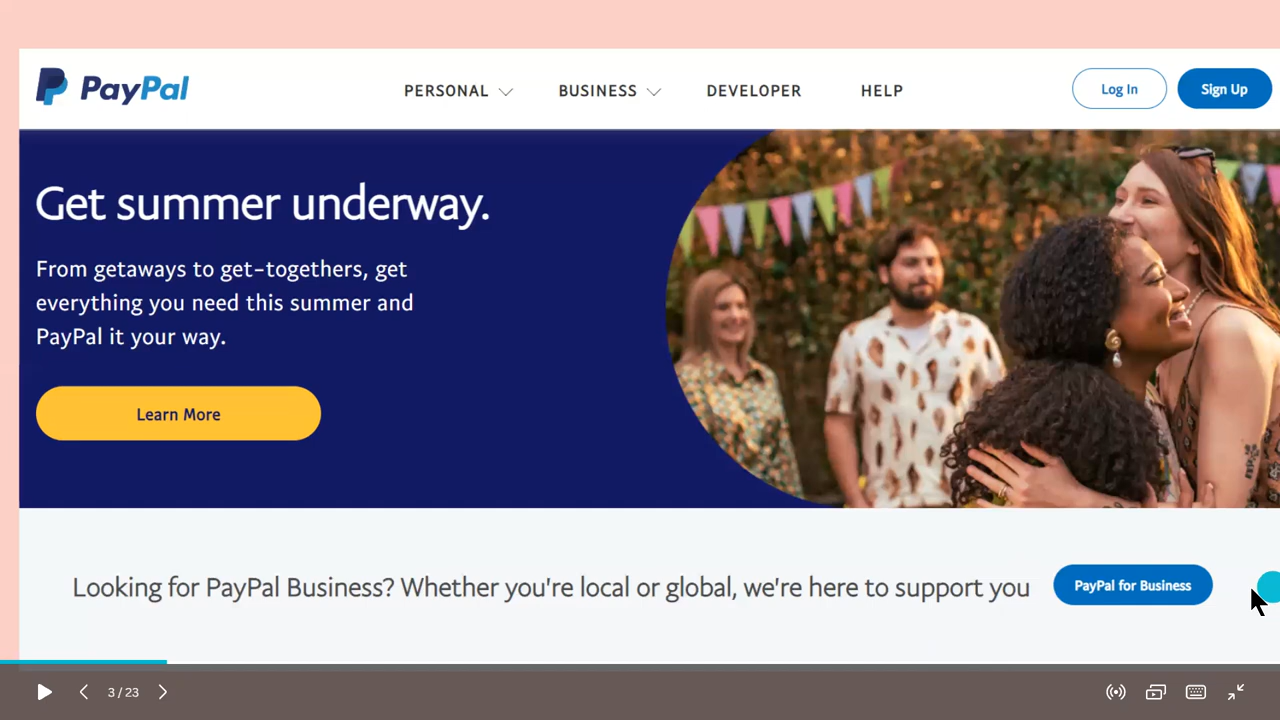 PayPal
PERSONAL
BUSINESS
DEVELOPER
HELP
Log In
Sign Up
Get summer underway.
From getaways to get-togethers, get
everything you need this summer and
PayPal it your way.
Learn More
Looking for PayPal Business? Whether you're local or global, we're here to support you
PayPal for Business
3 / 23